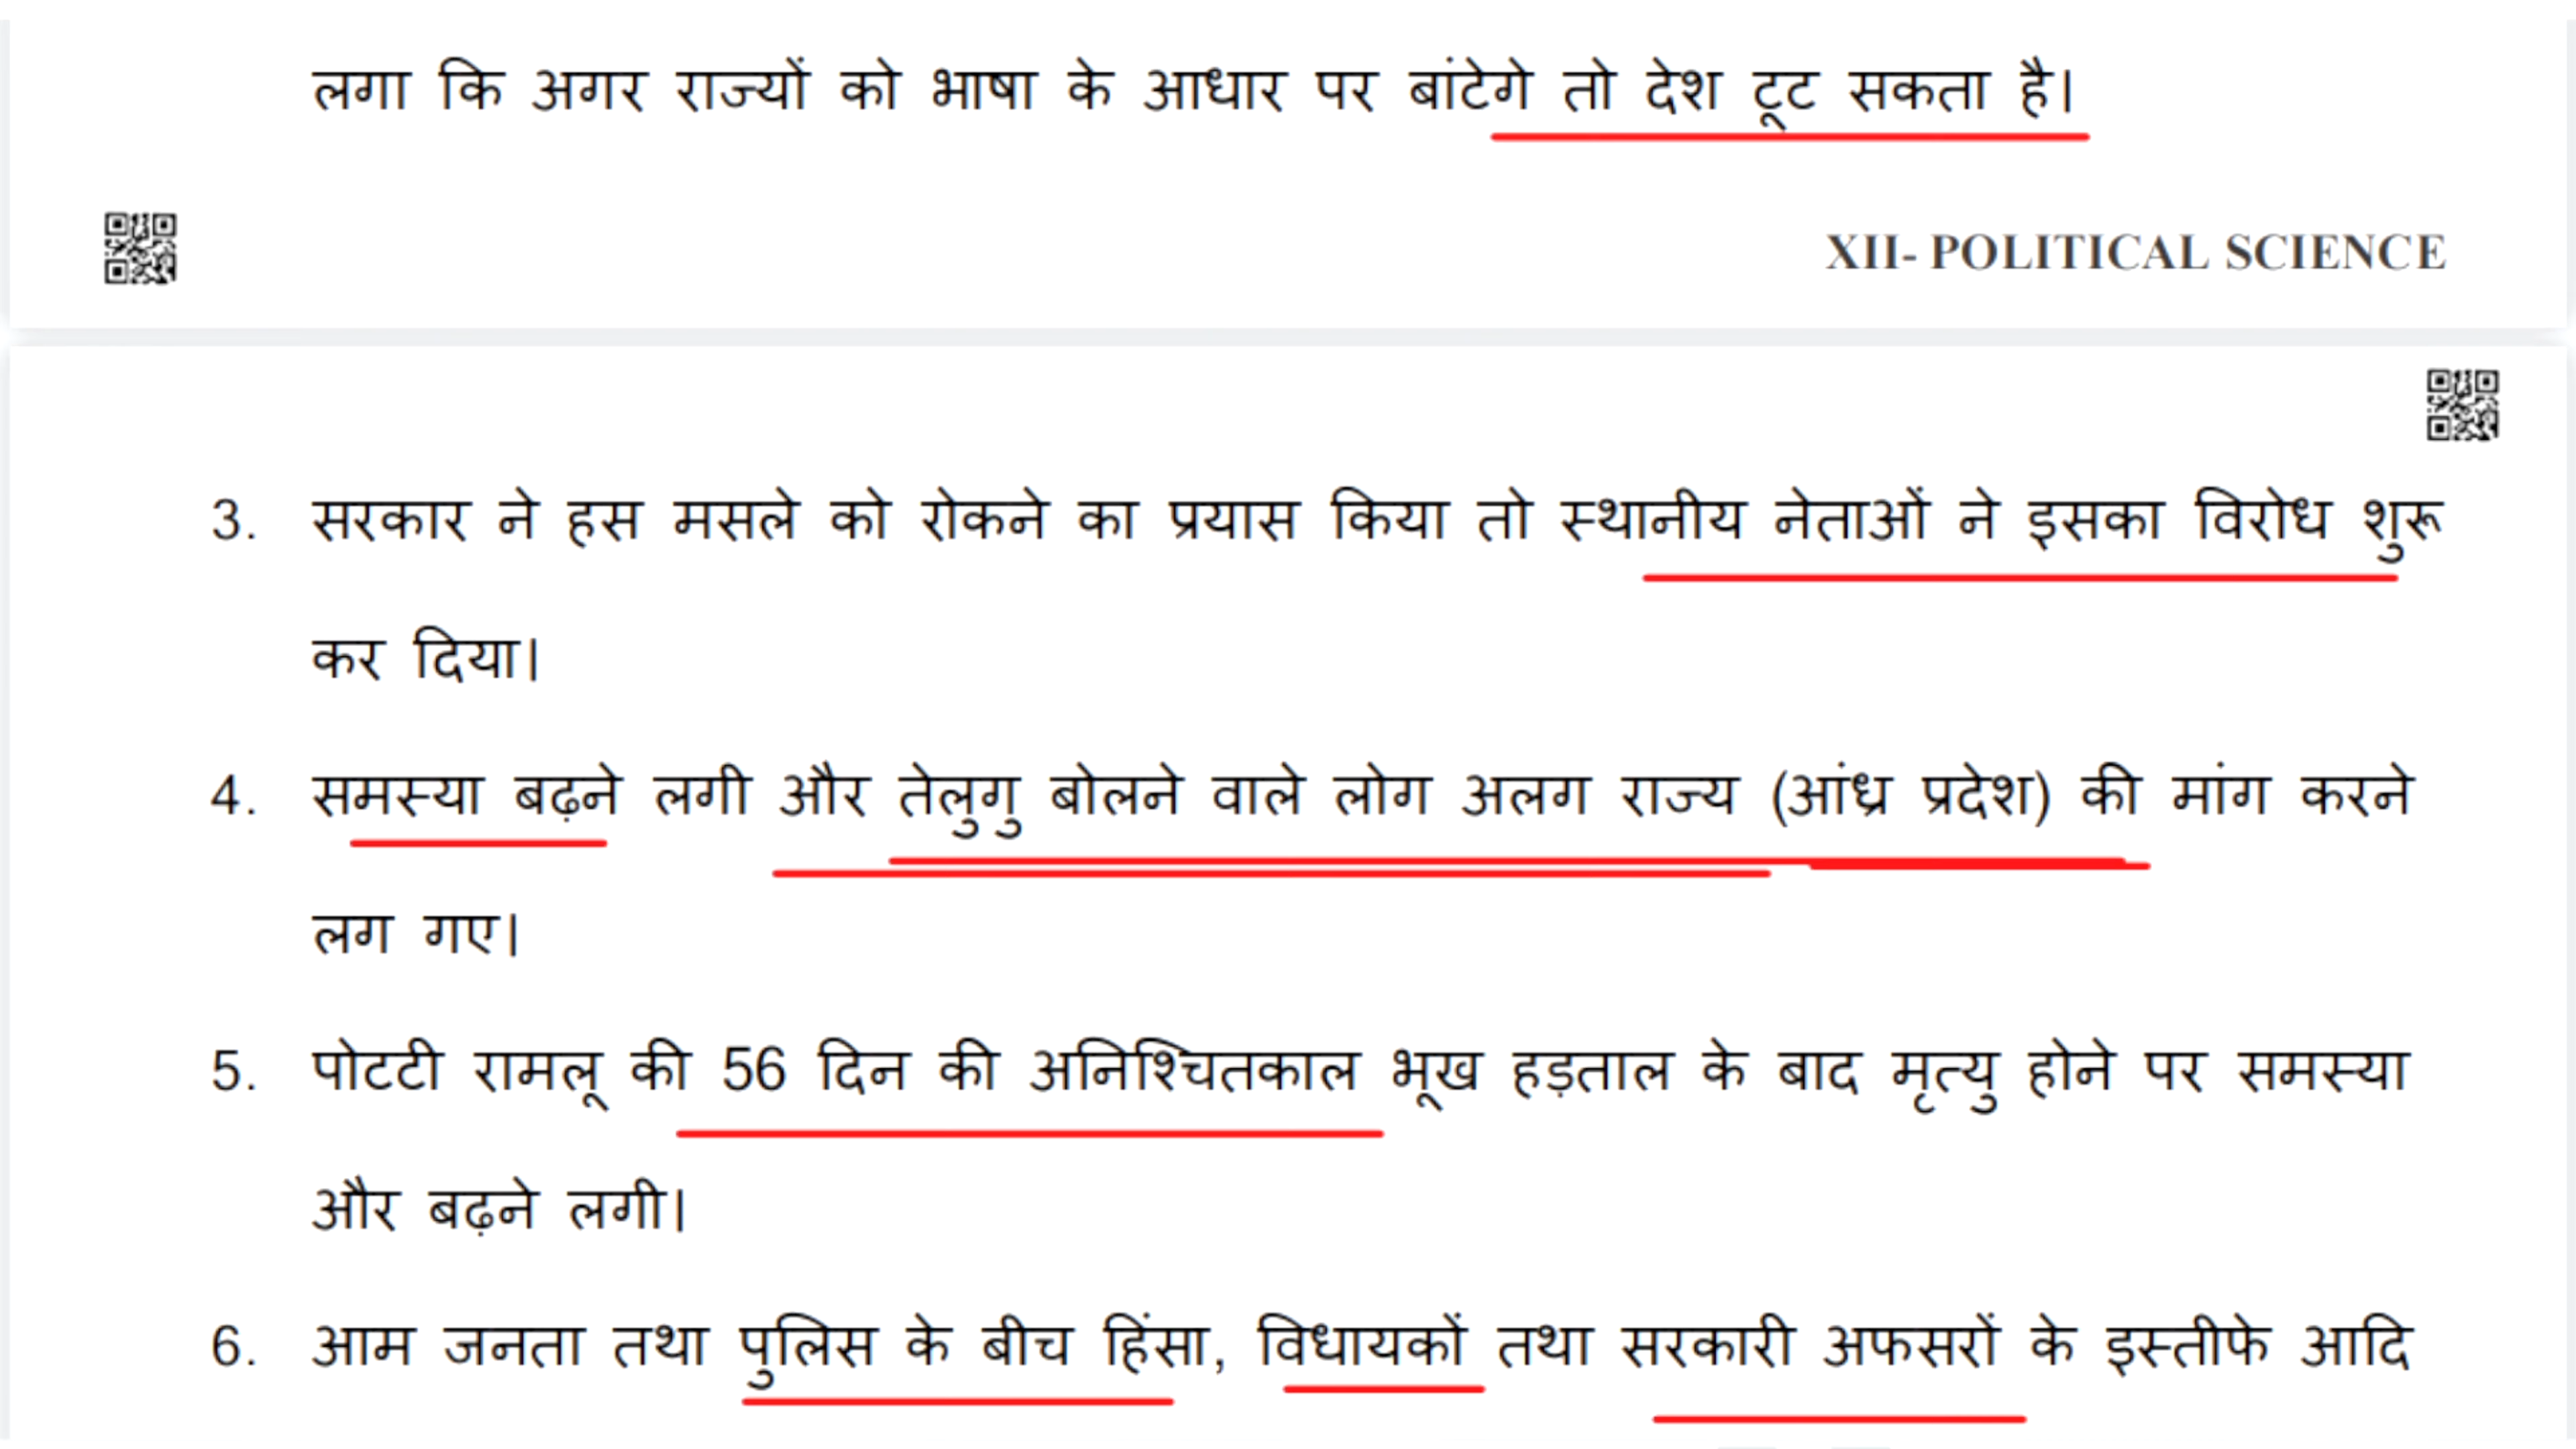 लगा कि अगर राज्यों को भाषा के आधार पर बांटेगे तो देश टूट सकता है।
XII- POLITICAL SCIENCE
3. सरकार ने हस मसले को रोकने का प्रयास किया तो स्थानीय नेताओं ने इसका विरोध शुरू
कर दिया।
4. समस्या बढ़ने लगी और तेलुगु बोलने वाले लोग अलग राज्य (आंध्र प्रदेश) की मांग करने
लग गए।
5. पोटटी रामलू की 56 दिन की अनिश्चितकाल भूख हड़ताल के बाद मृत्यु होने पर समस्या
और बढ़ने लगी।
6. आम जनता तथा पुलिस के बीच हिंसा, विधायकों तथा सरकारी अफसरों के इस्तीफे आदि